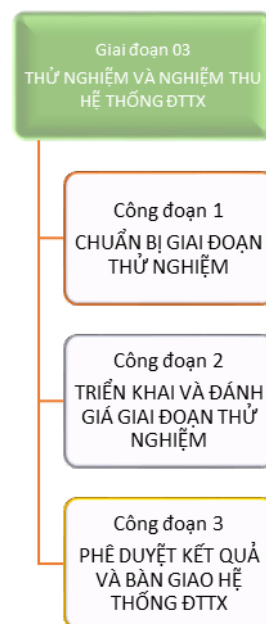 Giai đoạn 03
THỬ NGHIỆM VÀ NGHIỆM THU
HỆ THỐNG ĐTTX
Công đoạn 1
CHUẨN BỊ GIAI ĐOẠN
THỬ NGHIỆM
Công đoạn 2
TRIỂN KHAI VÀ ĐÁNH
GIÁ GIAI ĐOẠN THỬ
NGHIỆM
Công đoạn 3
PHÊ DUYỆT KẾT QUẢ
VÀ BÀN GIAO HỆ
THỐNG ĐTTX